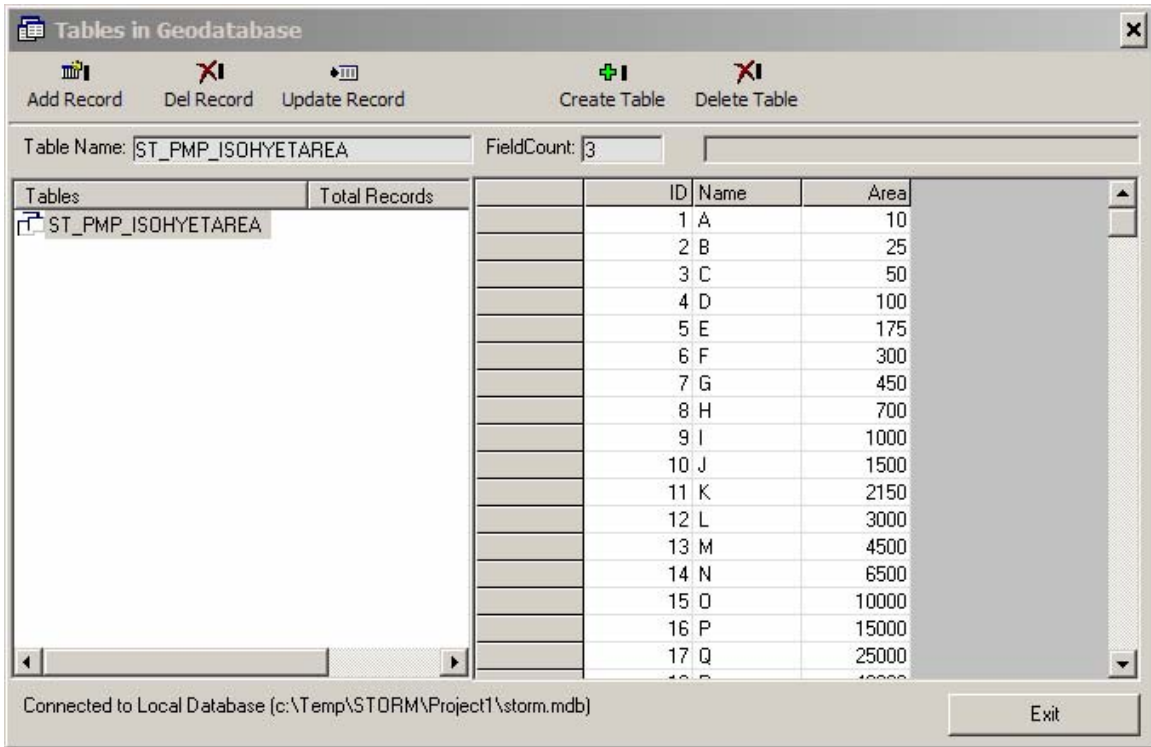 Tables in Geodatabase
Add Record Del Record Update Record Create Table Delete Table
Table Name: ST_PMP_ISOHYETAREA FieldCount: 3
Tables Total Records
ST_PMP_ISOHYETAREA
ID Name Area
1 A 10
2 B 25
3 C 50
4 D 100
5 E 175
6 F 300
7 G 450
8 H 700
9 I 1000
10 J 1500
11 K 2150
12 L 3000
13 M 4500
14 N 6500
15 O 10000
16 P 15000
17 Q 25000
Connected to Local Database (c:\Temp\STORM\Project1\storm.mdb)
Exit